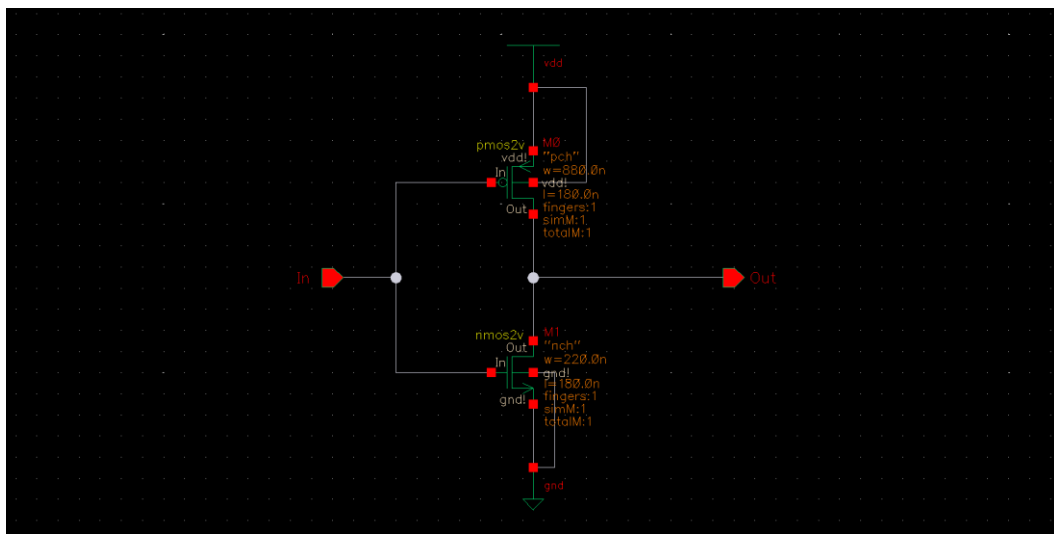 vdd
pmos2v
M0
vdd!
"pch"
w=880.0n
In
vdd!
l=180.0n
Out
fingers:1
simM:1
totalM:1
In
Out
nmos2v
M1
Out
"nch"
w=220.0n
In
gnd!
l=180.0n
gnd!
fingers:1
simM:1
totalM:1
gnd